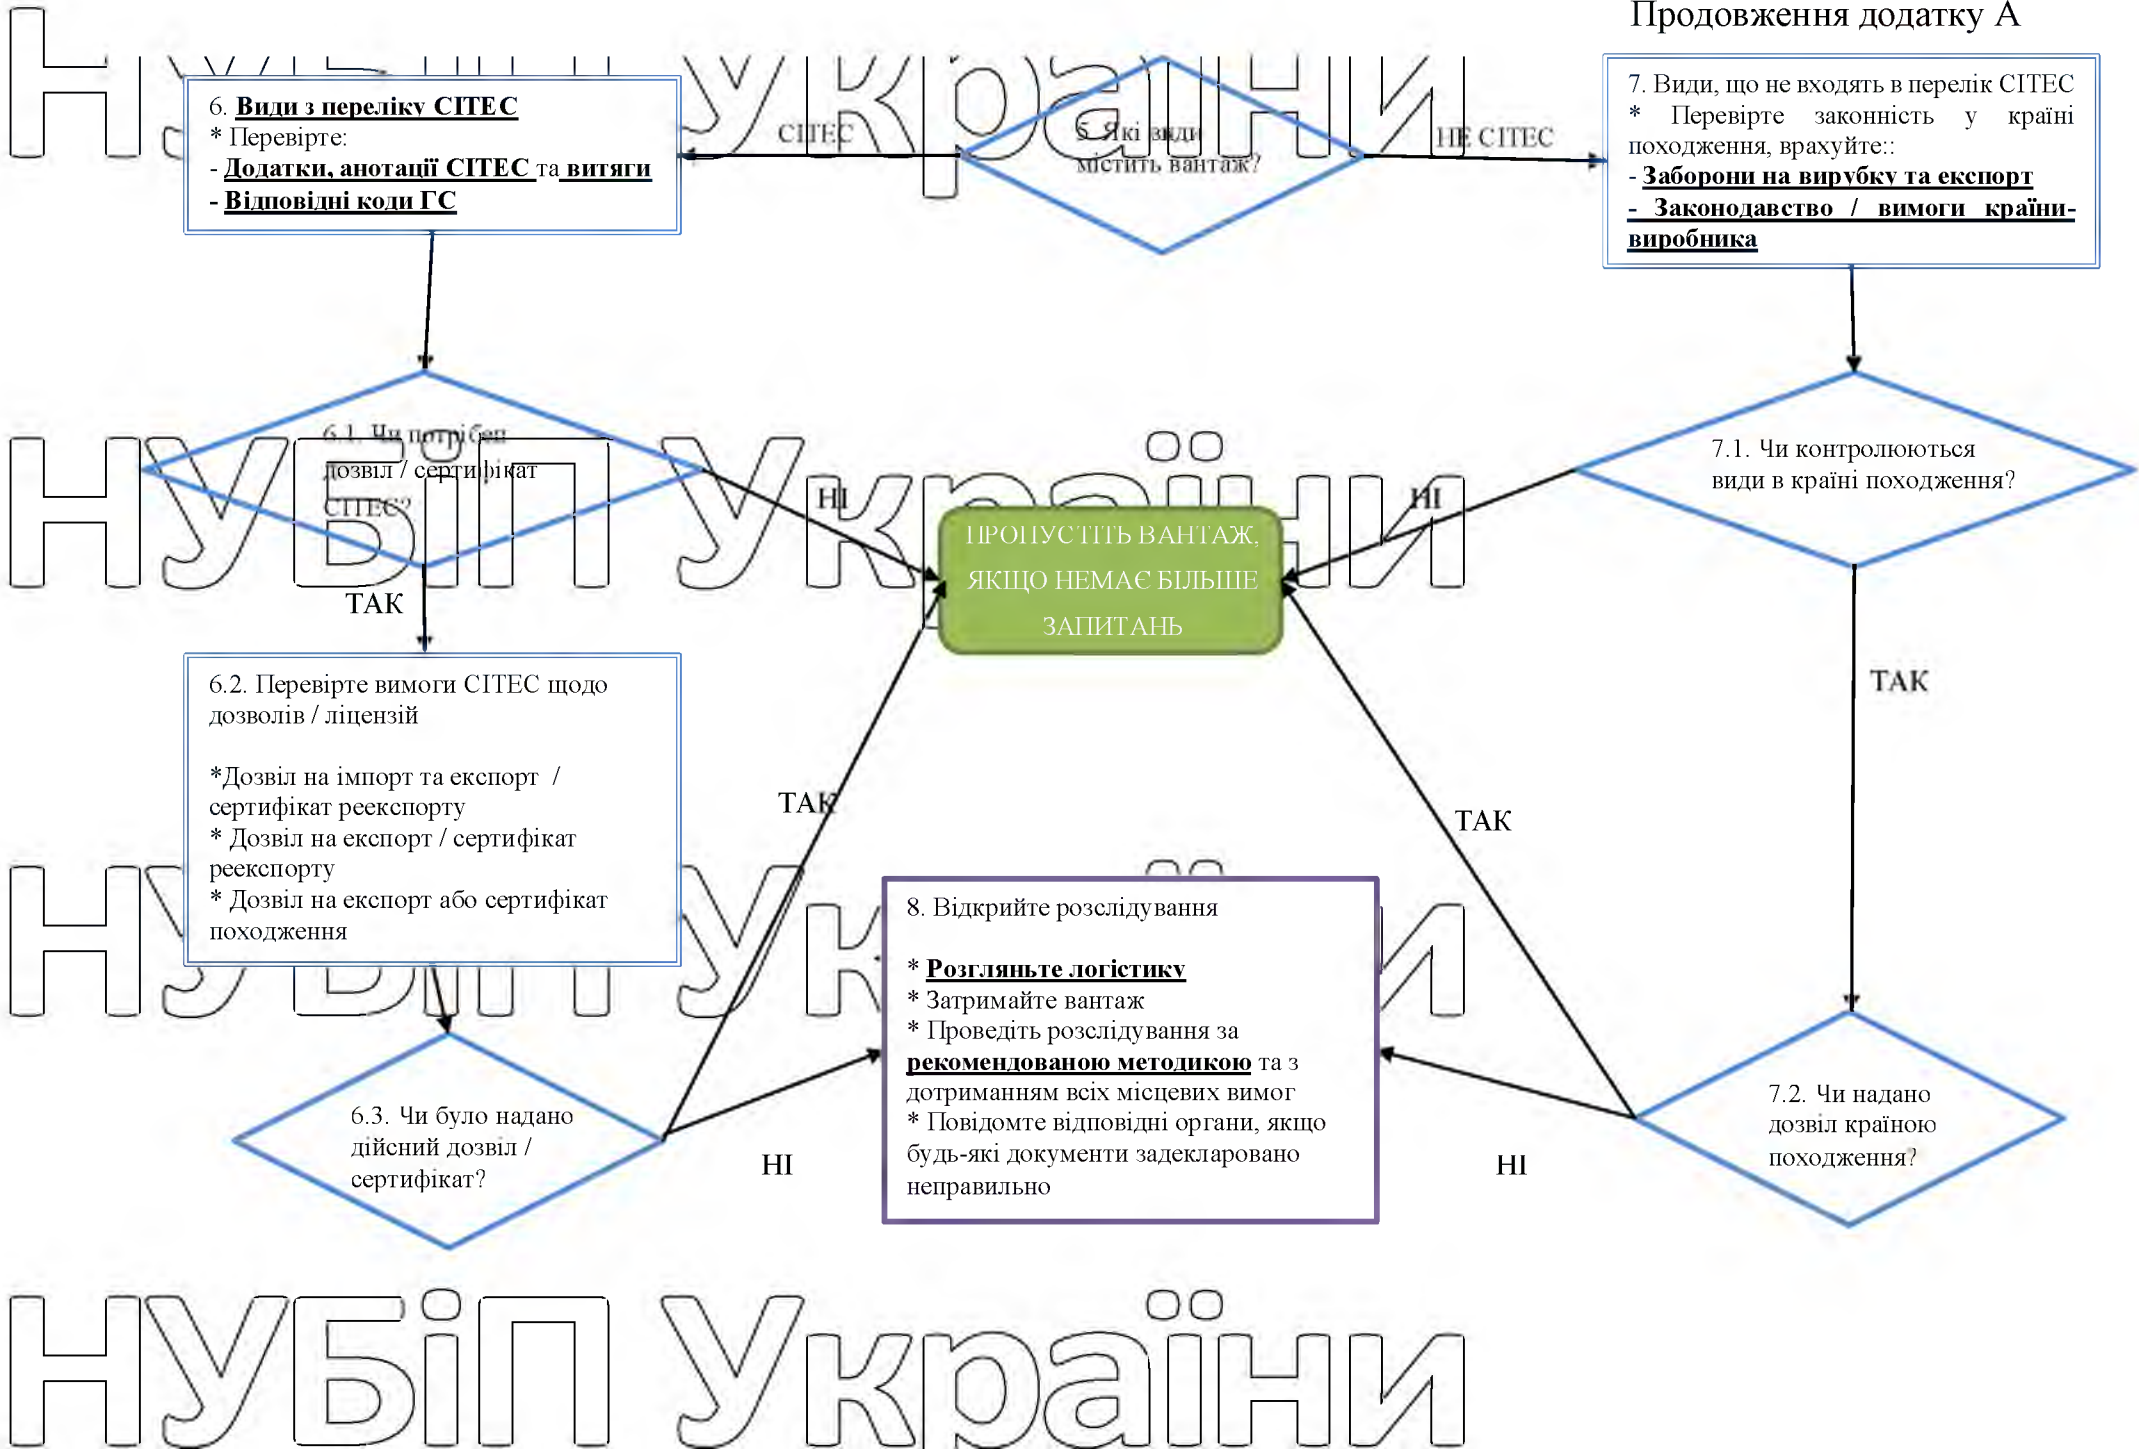 Продовження додатку А
НУБіП України
6. Види з переліку СІТЕС
* Перевірте:
- Додатки, анотації СІТЕС та витяги
- Відповідні коди ГС
СІТЕС
5. Які види
містить вантаж?
НЕ СІТЕС
7. Види, що не входять в перелік СІТЕС
* Перевірте законність у країні
походження, врахуйте::
- Заборони на вирубку та експорт
- Законодавство / вимоги країни-
виробника
НУБіП України
6.1. Чи потрібен
дозвіл / сертифікат
СІТЕС?
НІ
НІ
7.1. Чи контролюються
види в країні походження?
ПРОПУСТІТЬ ВАНТАЖ,
ЯКЩО НЕМАЄ БІЛЬШЕ
ЗАПИТАНЬ
ТАК
ТАК
6.2. Перевірте вимоги СІТЕС щодо
дозволів / ліцензій
*Дозвіл на імпорт та експорт /
сертифікат реекспорту
* Дозвіл на експорт / сертифікат
реекспорту
* Дозвіл на експорт або сертифікат
походження
ТАК
ТАК
НУБіП України
8. Відкрийте розслідування
* Розгляньте логістику
* Затримайте вантаж
* Проведіть розслідування за
рекомендованою методикою та з
дотриманням всіх місцевих вимог
* Повідомте відповідні органи, якщо
будь-які документи задекларовано
неправильно
6.3. Чи було надано
дійсний дозвіл /
сертифікат?
НІ
НІ
7.2. Чи надано
дозвіл країною
походження?
НУБіП України